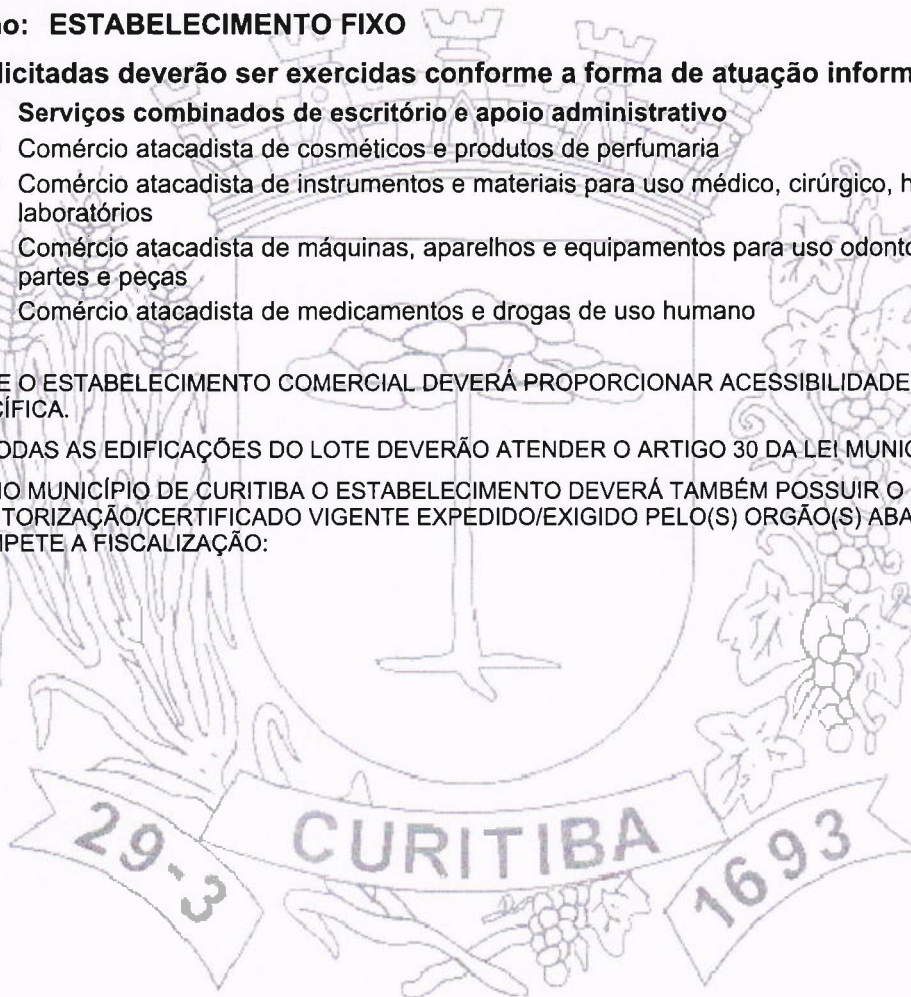 o: ESTABELECIMENTO FIXO
licitadas deverão ser exercidas conforme a forma de atuação inform
Serviços combinados de escritório e apoio administrativo
Comércio atacadista de cosméticos e produtos de perfumaria
Comércio atacadista de instrumentos e materiais para uso médico, cirúrgico, h
laboratórios
Comércio atacadista de máquinas, aparelhos e equipamentos para uso odonto
partes e peças
Comércio atacadista de medicamentos e drogas de uso humano
E O ESTABELECIMENTO COMERCIAL DEVERÁ PROPORCIONAR ACESSIBILIDADE
ÍFICA.
ODAS AS EDIFICAÇÕES DO LOTE DEVERÃO ATENDER O ARTIGO 30 DA LEI MUNIC
IO MUNICÍPIO DE CURITIBA O ESTABELECIMENTO DEVERÁ TAMBÉM POSSUIR O
TORIZAÇÃO/CERTIFICADO VIGENTE EXPEDIDO/EXIGIDO PELO(S) ORGÃO(S) ABA
MPETE A FISCALIZAÇÃO:
29-3 CURITIBA 1693